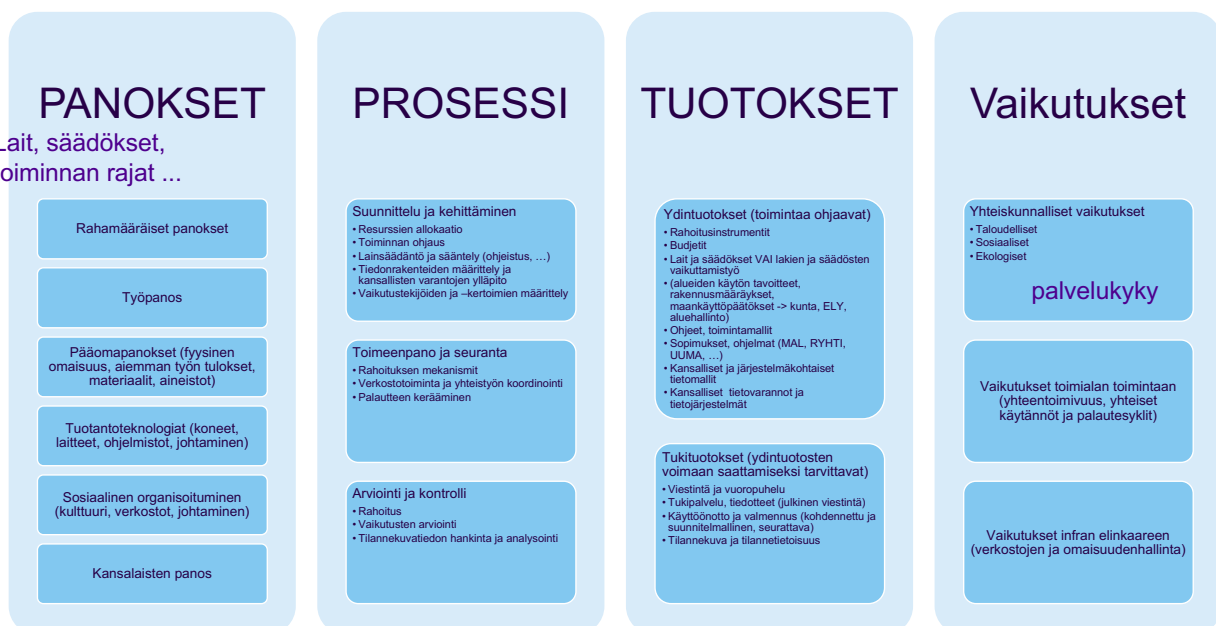 PANOKSET
Lait, säädökset,
oiminnan rajat ...
Rahamääräiset panokset
Työpanos
Pääomapanokset (fyysinen
omaisuus, aiemman työn tulokset,
materiaalit, aineistot)
Tuotantoteknologiat (koneet,
laitteet, ohjelmistot, johtaminen)
Sosiaalinen organisoituminen
(kulttuuri, verkostot, johtaminen)
Kansalaisten panos
PROSESSI
Suunnittelu ja kehittäminen
• Resurssien allokaatio
• Toiminnan ohjaus
• Lainsäädäntö ja sääntely (ohjeistus, …)
• Tiedonrakenteiden määrittely ja
kansallisten varantojen ylläpito
• Vaikutustekijöiden ja –kertoimien määrittely
Toimeenpano ja seuranta
• Rahoituksen mekanismit
• Verkostotoiminta ja yhteistyön koordinointi
• Palautteen kerääminen
Arviointi ja kontrolli
• Rahoitus
• Vaikutusten arviointi
• Tilannekuvatiedon hankinta ja analysointi
TUOTOKSET
Ydintuotokset (toimintaa ohjaavat)
• Rahoitusinstrumentit
• Budjetit
• Lait ja säädökset VAI lakien ja säädösten
vaikuttamistyö
• (alueiden käytön tavoitteet,
rakennusmääräykset,
maankäyttöpäätökset -> kunta, ELY,
aluehallinto)
• Ohjeet, toimintamallit
• Sopimukset, ohjelmat (MAL, RYHTI,
UUMA, …)
• Kansalliset ja järjestelmäkohtaiset
tietomallit
• Kansalliset tietovarannot ja
tietojärjestelmät
Tukituotokset (ydintuotosten
voimaan saattamiseksi tarvittavat)
• Viestintä ja vuoropuhelu
• Tukipalvelu, tiedotteet (julkinen viestintä)
• Käyttöönotto ja valmennus (kohdennettu ja
suunnitelmallinen, seurattava)
• Tilannekuva ja tilannetietoisuus
Vaikutukset
Yhteiskunnalliset vaikutukset
• Taloudelliset
• Sosiaaliset
• Ekologiset
palvelukyky
Vaikutukset toimialan toimintaan
(yhteentoimivuus, yhteiset
käytännöt ja palautesyklit)
Vaikutukset infran elinkaareen
(verkostojen ja omaisuudenhallinta)